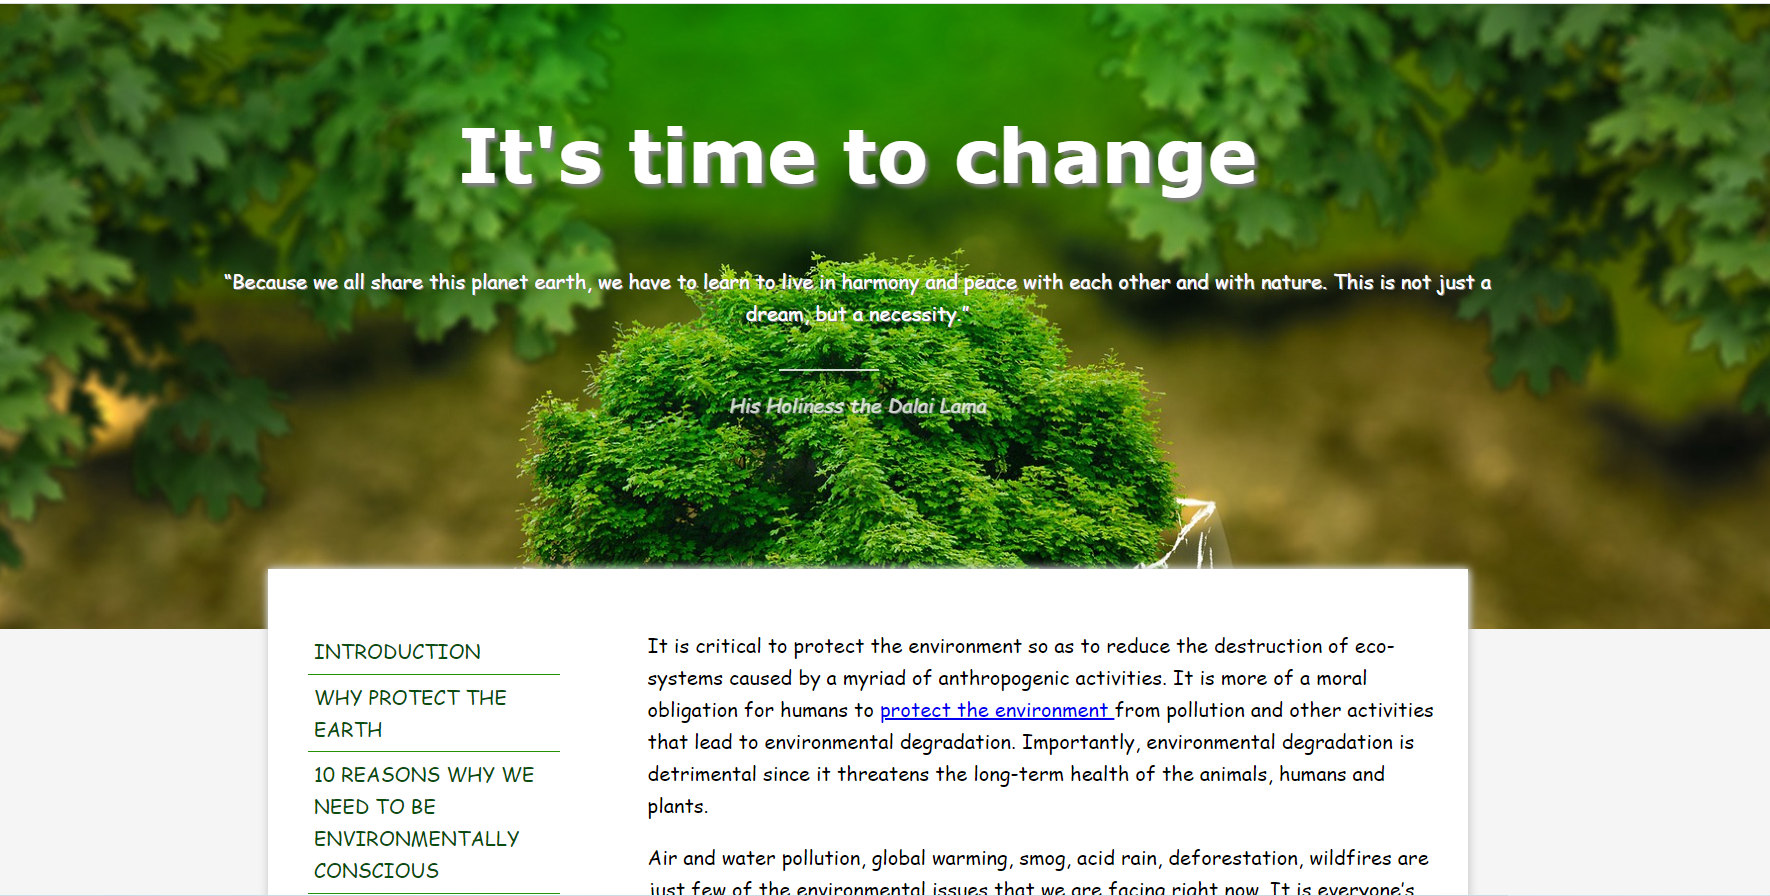 It's time to change
“Because we all share this planet earth, we have to learn to live in harmony and peace with each other and with nature. This is not just a
dream, but a necessity.”
His Holiness the Dalai Lama
INTRODUCTION
WHY PROTECT THE
EARTH
10 REASONS WHY WE
NEED TO BE
ENVIRONMENTALLY
CONSCIOUS
It is critical to protect the environment so as to reduce the destruction of eco-
systems caused by a myriad of anthropogenic activities. It is more of a moral
obligation for humans to protect the environment from pollution and other activities
that lead to environmental degradation. Importantly, environmental degradation is
detrimental since it threatens the long-term health of the animals, humans and
plants.
Air and water pollution, global warming, smog, acid rain, deforestation, wildfires are
just few of the environmental issues that we are facing right now. It is everyone’s